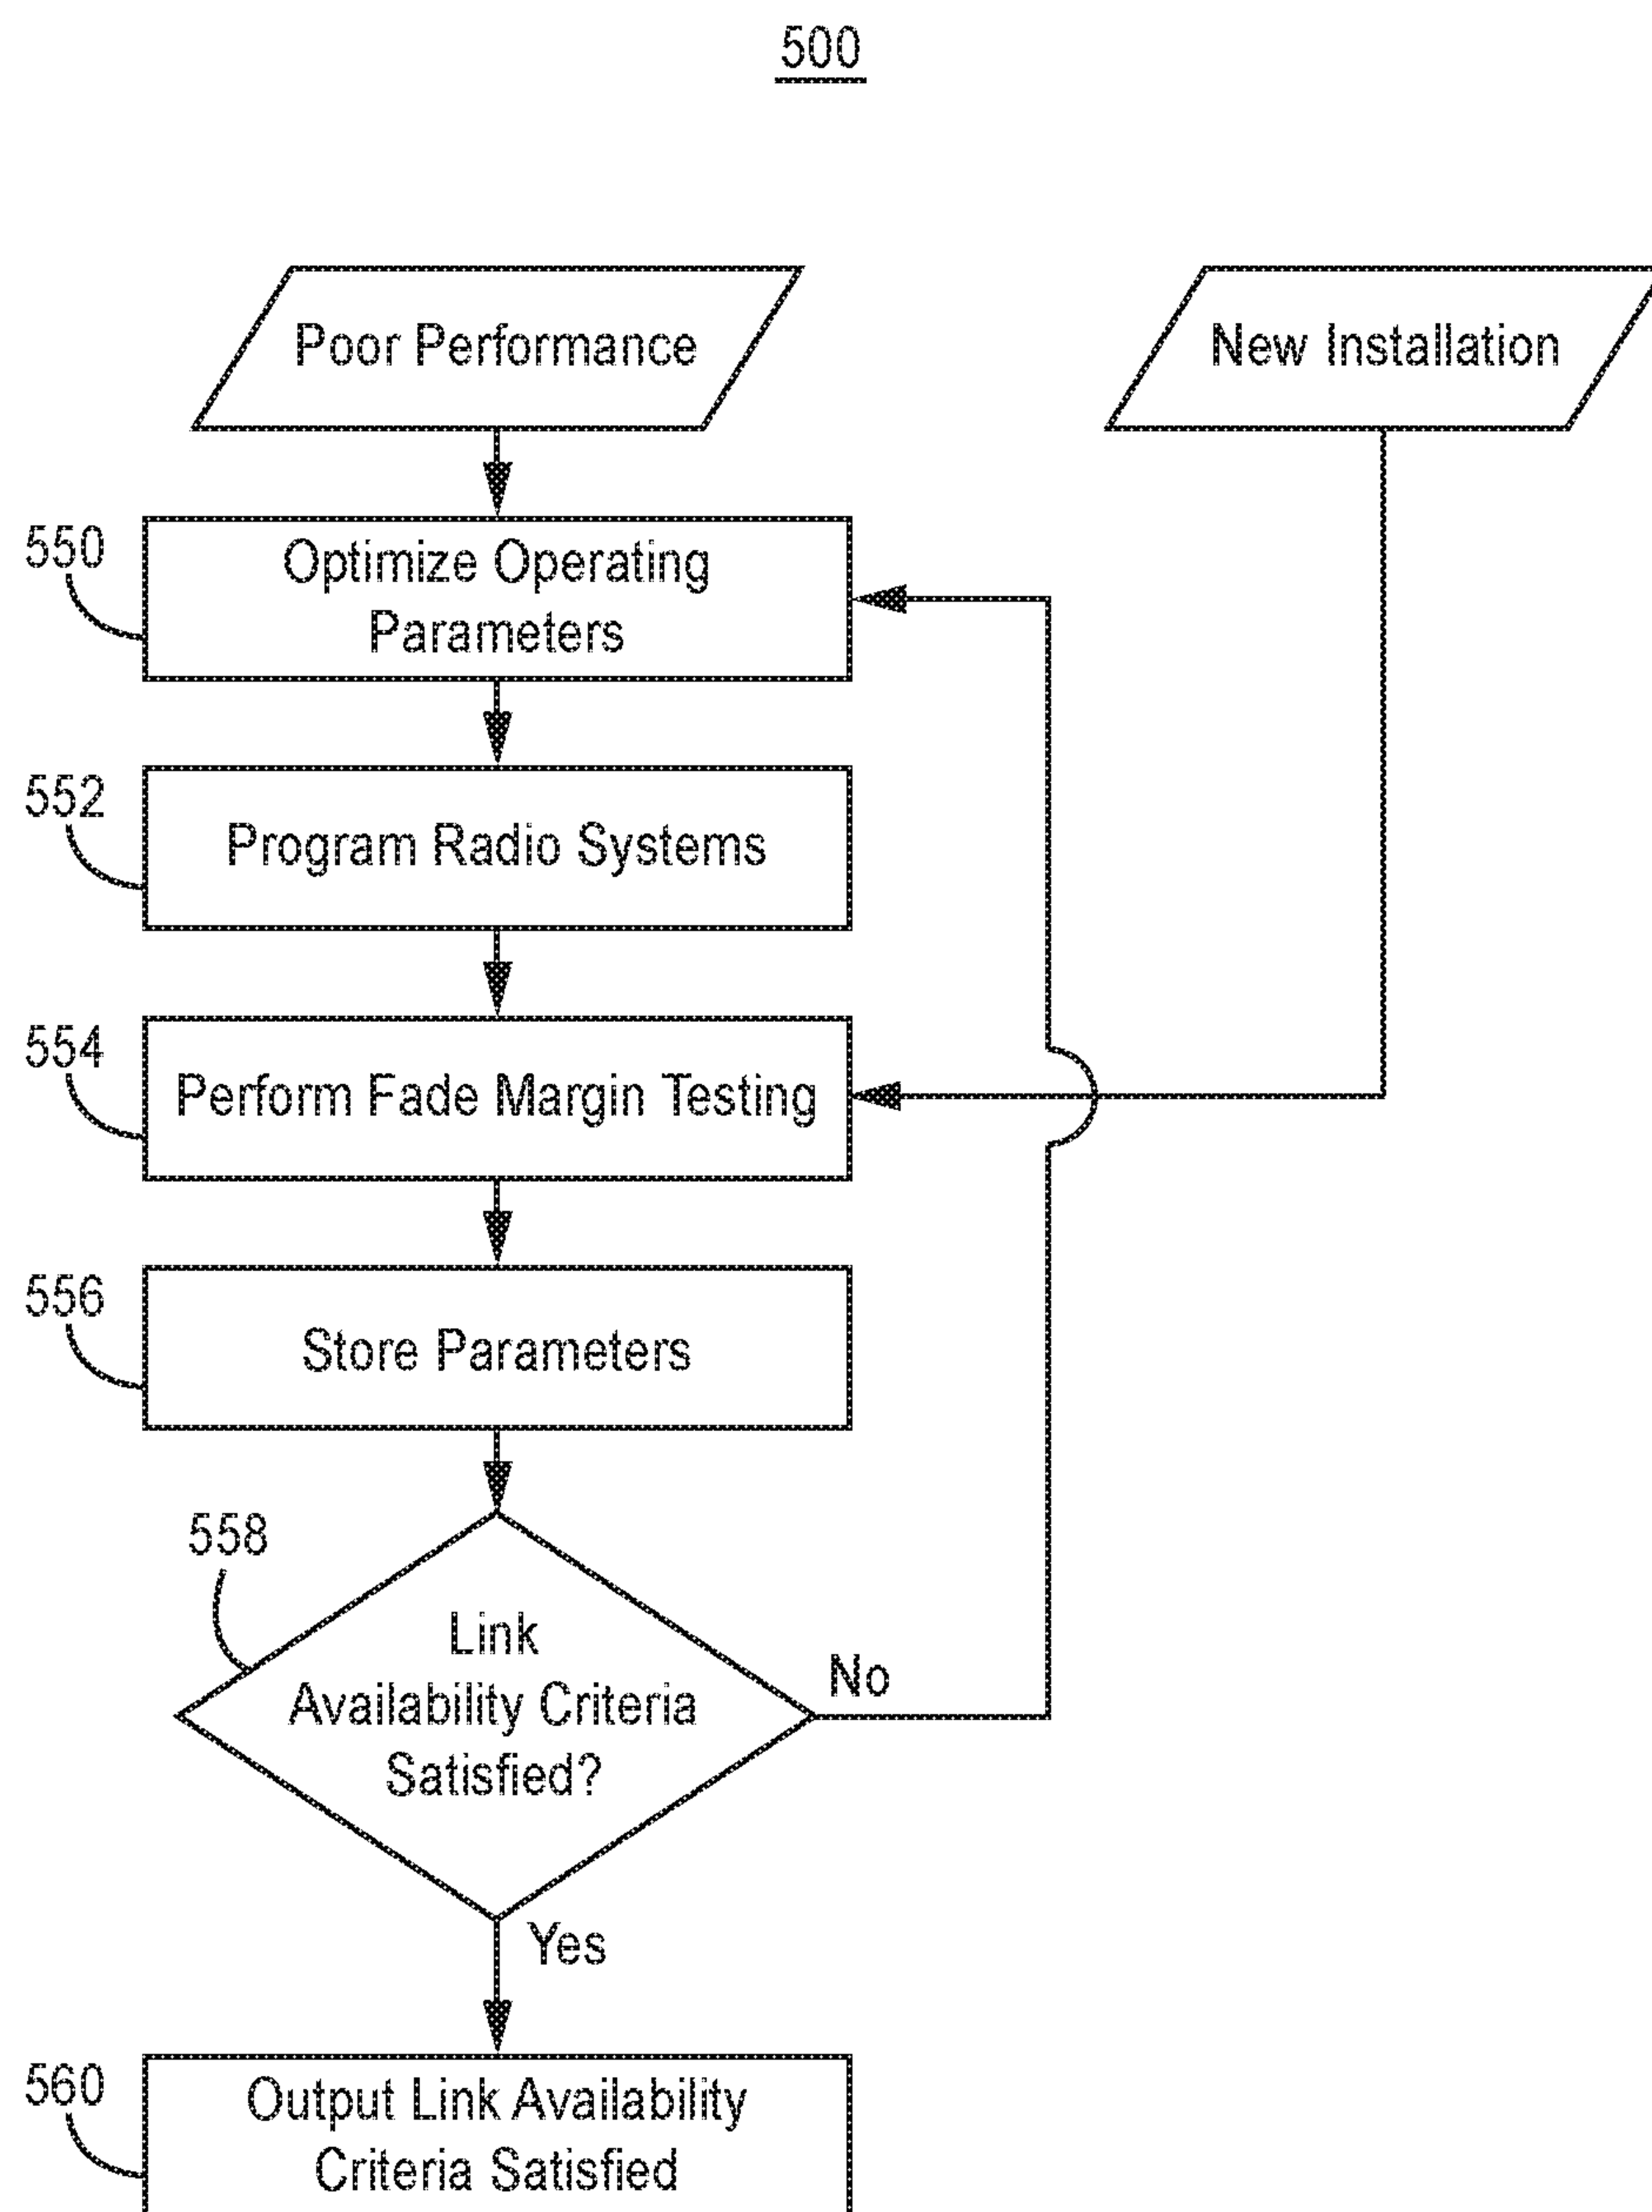 500
Poor Performance
New Installation
550
Optimize Operating
Parameters
552
Program Radio Systems
554
Perform Fade Margin Testing
556
Store Parameters
558
Link
Availability Criteria
Satisfied?
No
Yes
560
Output Link Availability
Criteria Satisfied